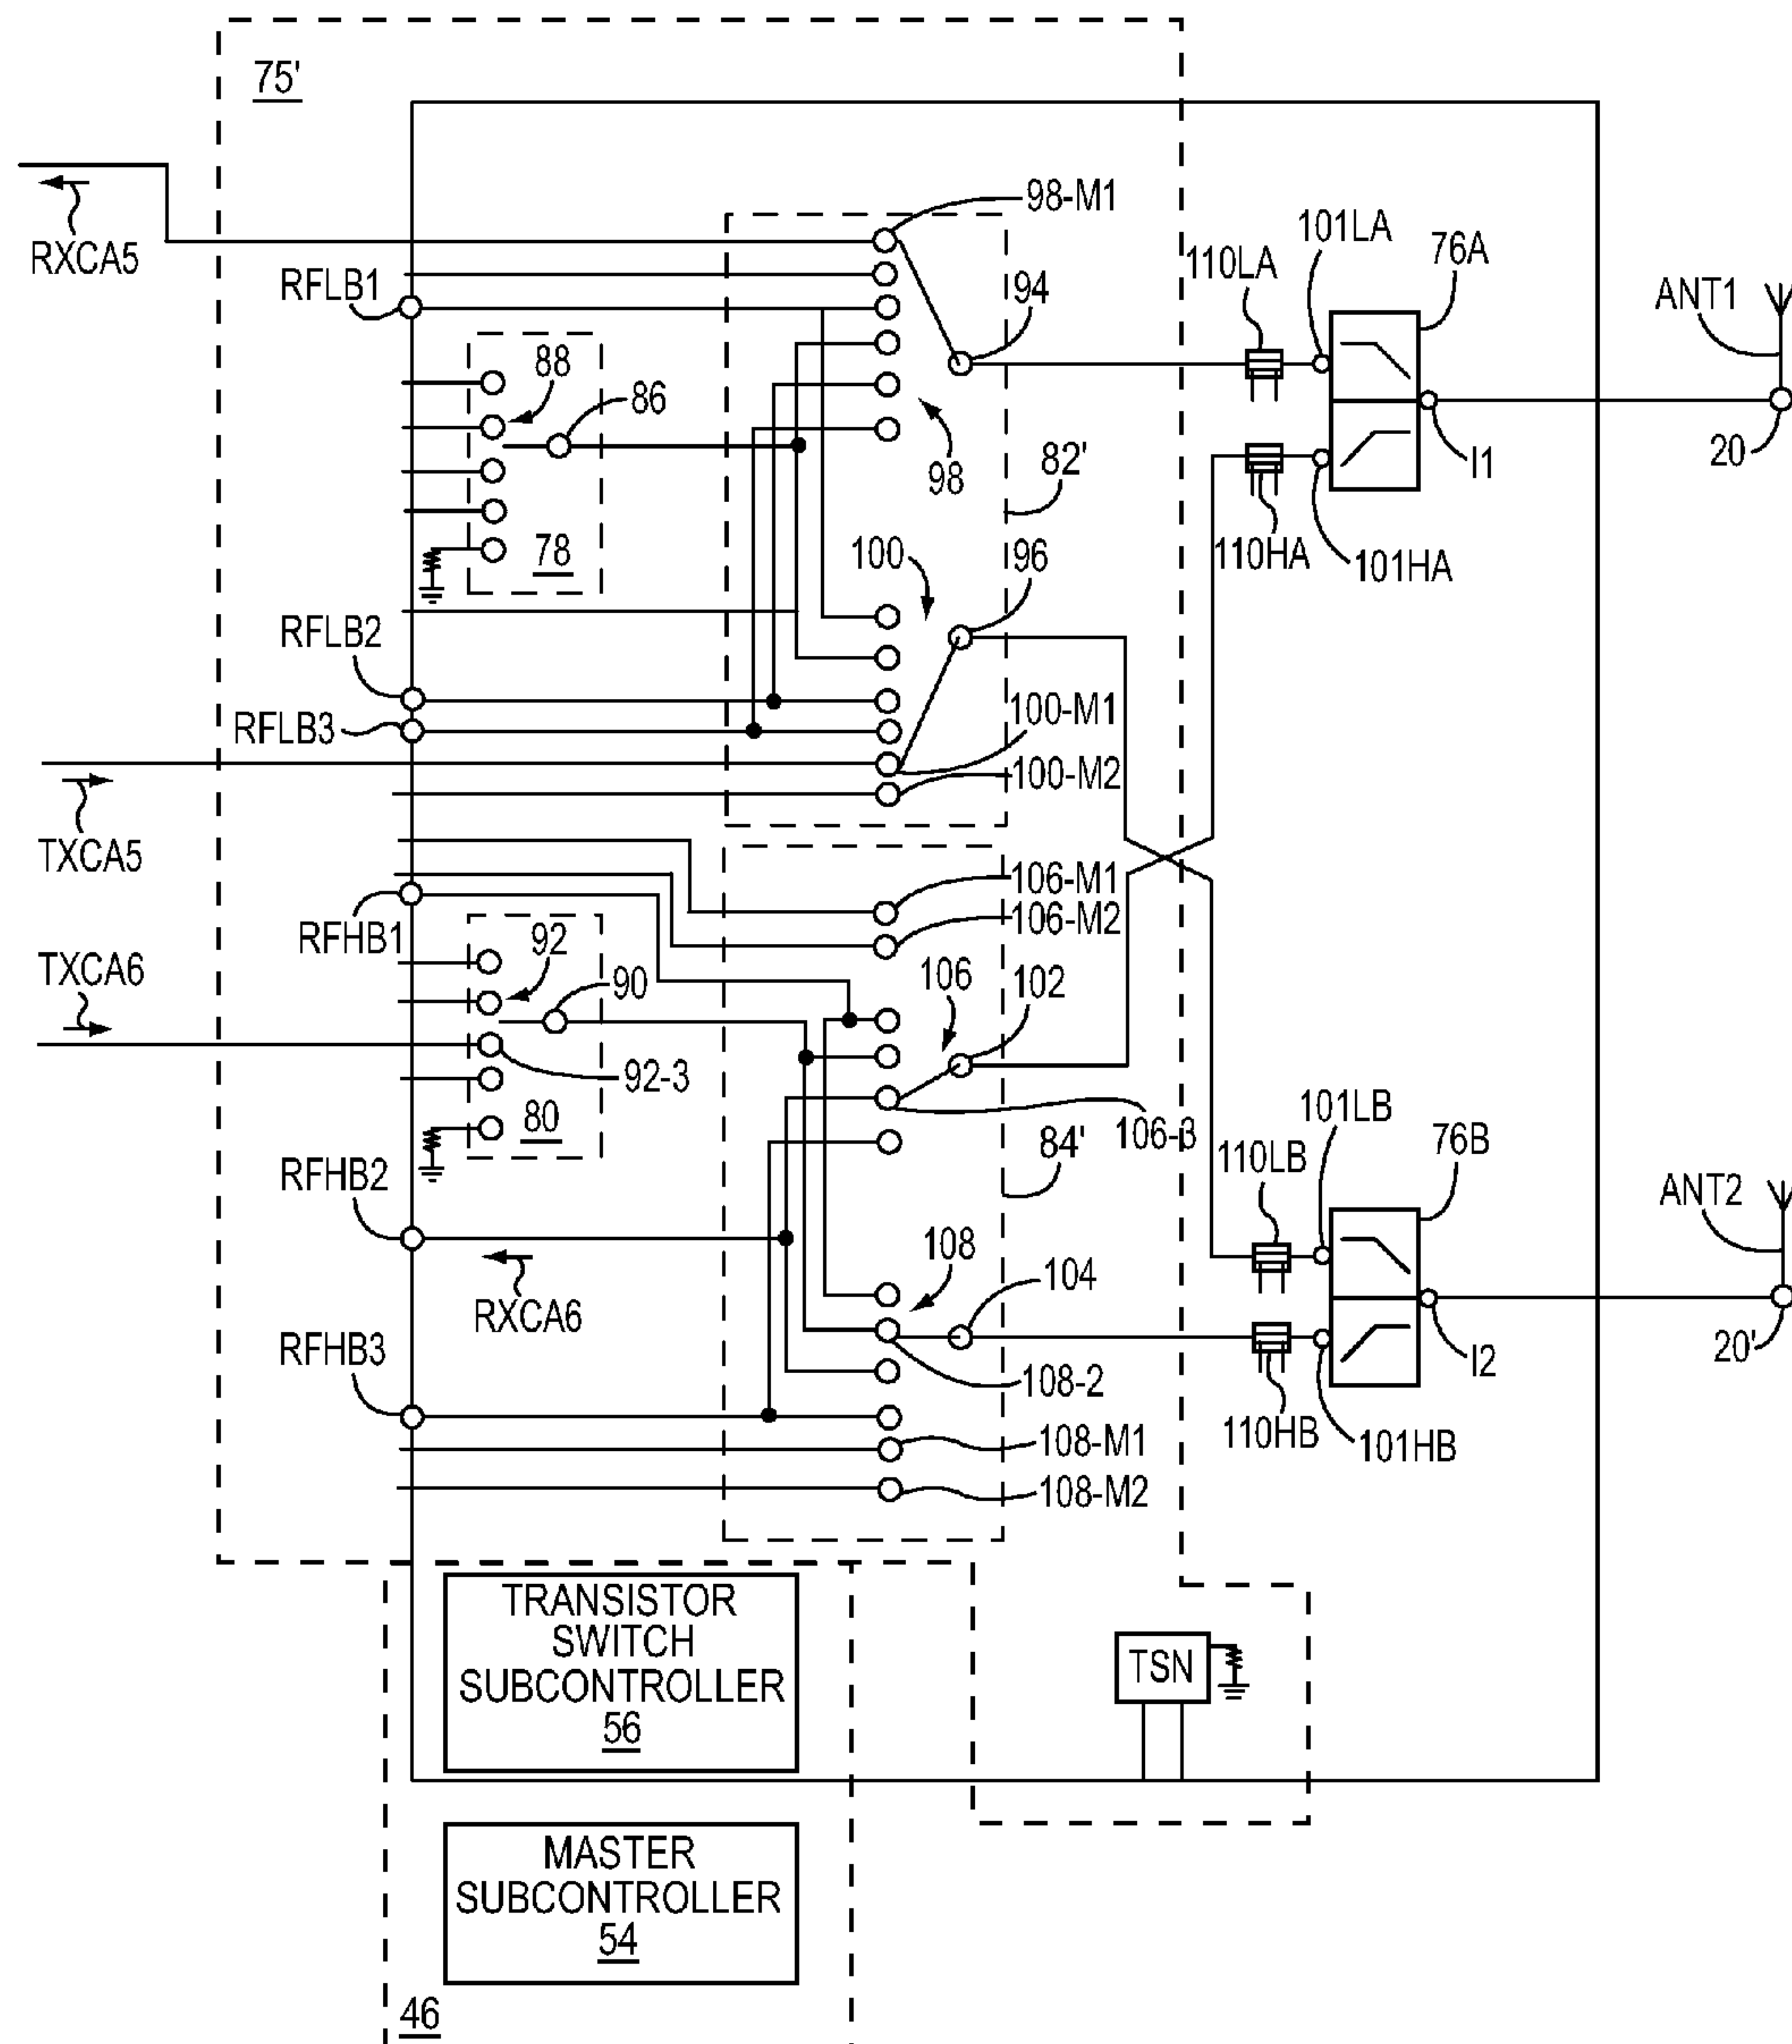 75'
98-M1
RXCA5
101LA
76A
110LA
RFLB1
94
ANT1
88
86
82'
98
I1
20
100
96
78
110HA
101HA
RFLB2
100-M1
RFLB3
100-M2
TXCA5
106-M1
106-M2
RFHB1
92
TXCA6
90
106
102
92-3
101LB
80
106-3
84'
110LB
76B
RFHB2
ANT2
108
104
RXCA6
RFHB3
I2
20'
108-2
110HB
101HB
108-M1
108-M2
TRANSISTOR
SWITCH
SUBCONTROLLER
56
TSN
MASTER
SUBCONTROLLER
54
46